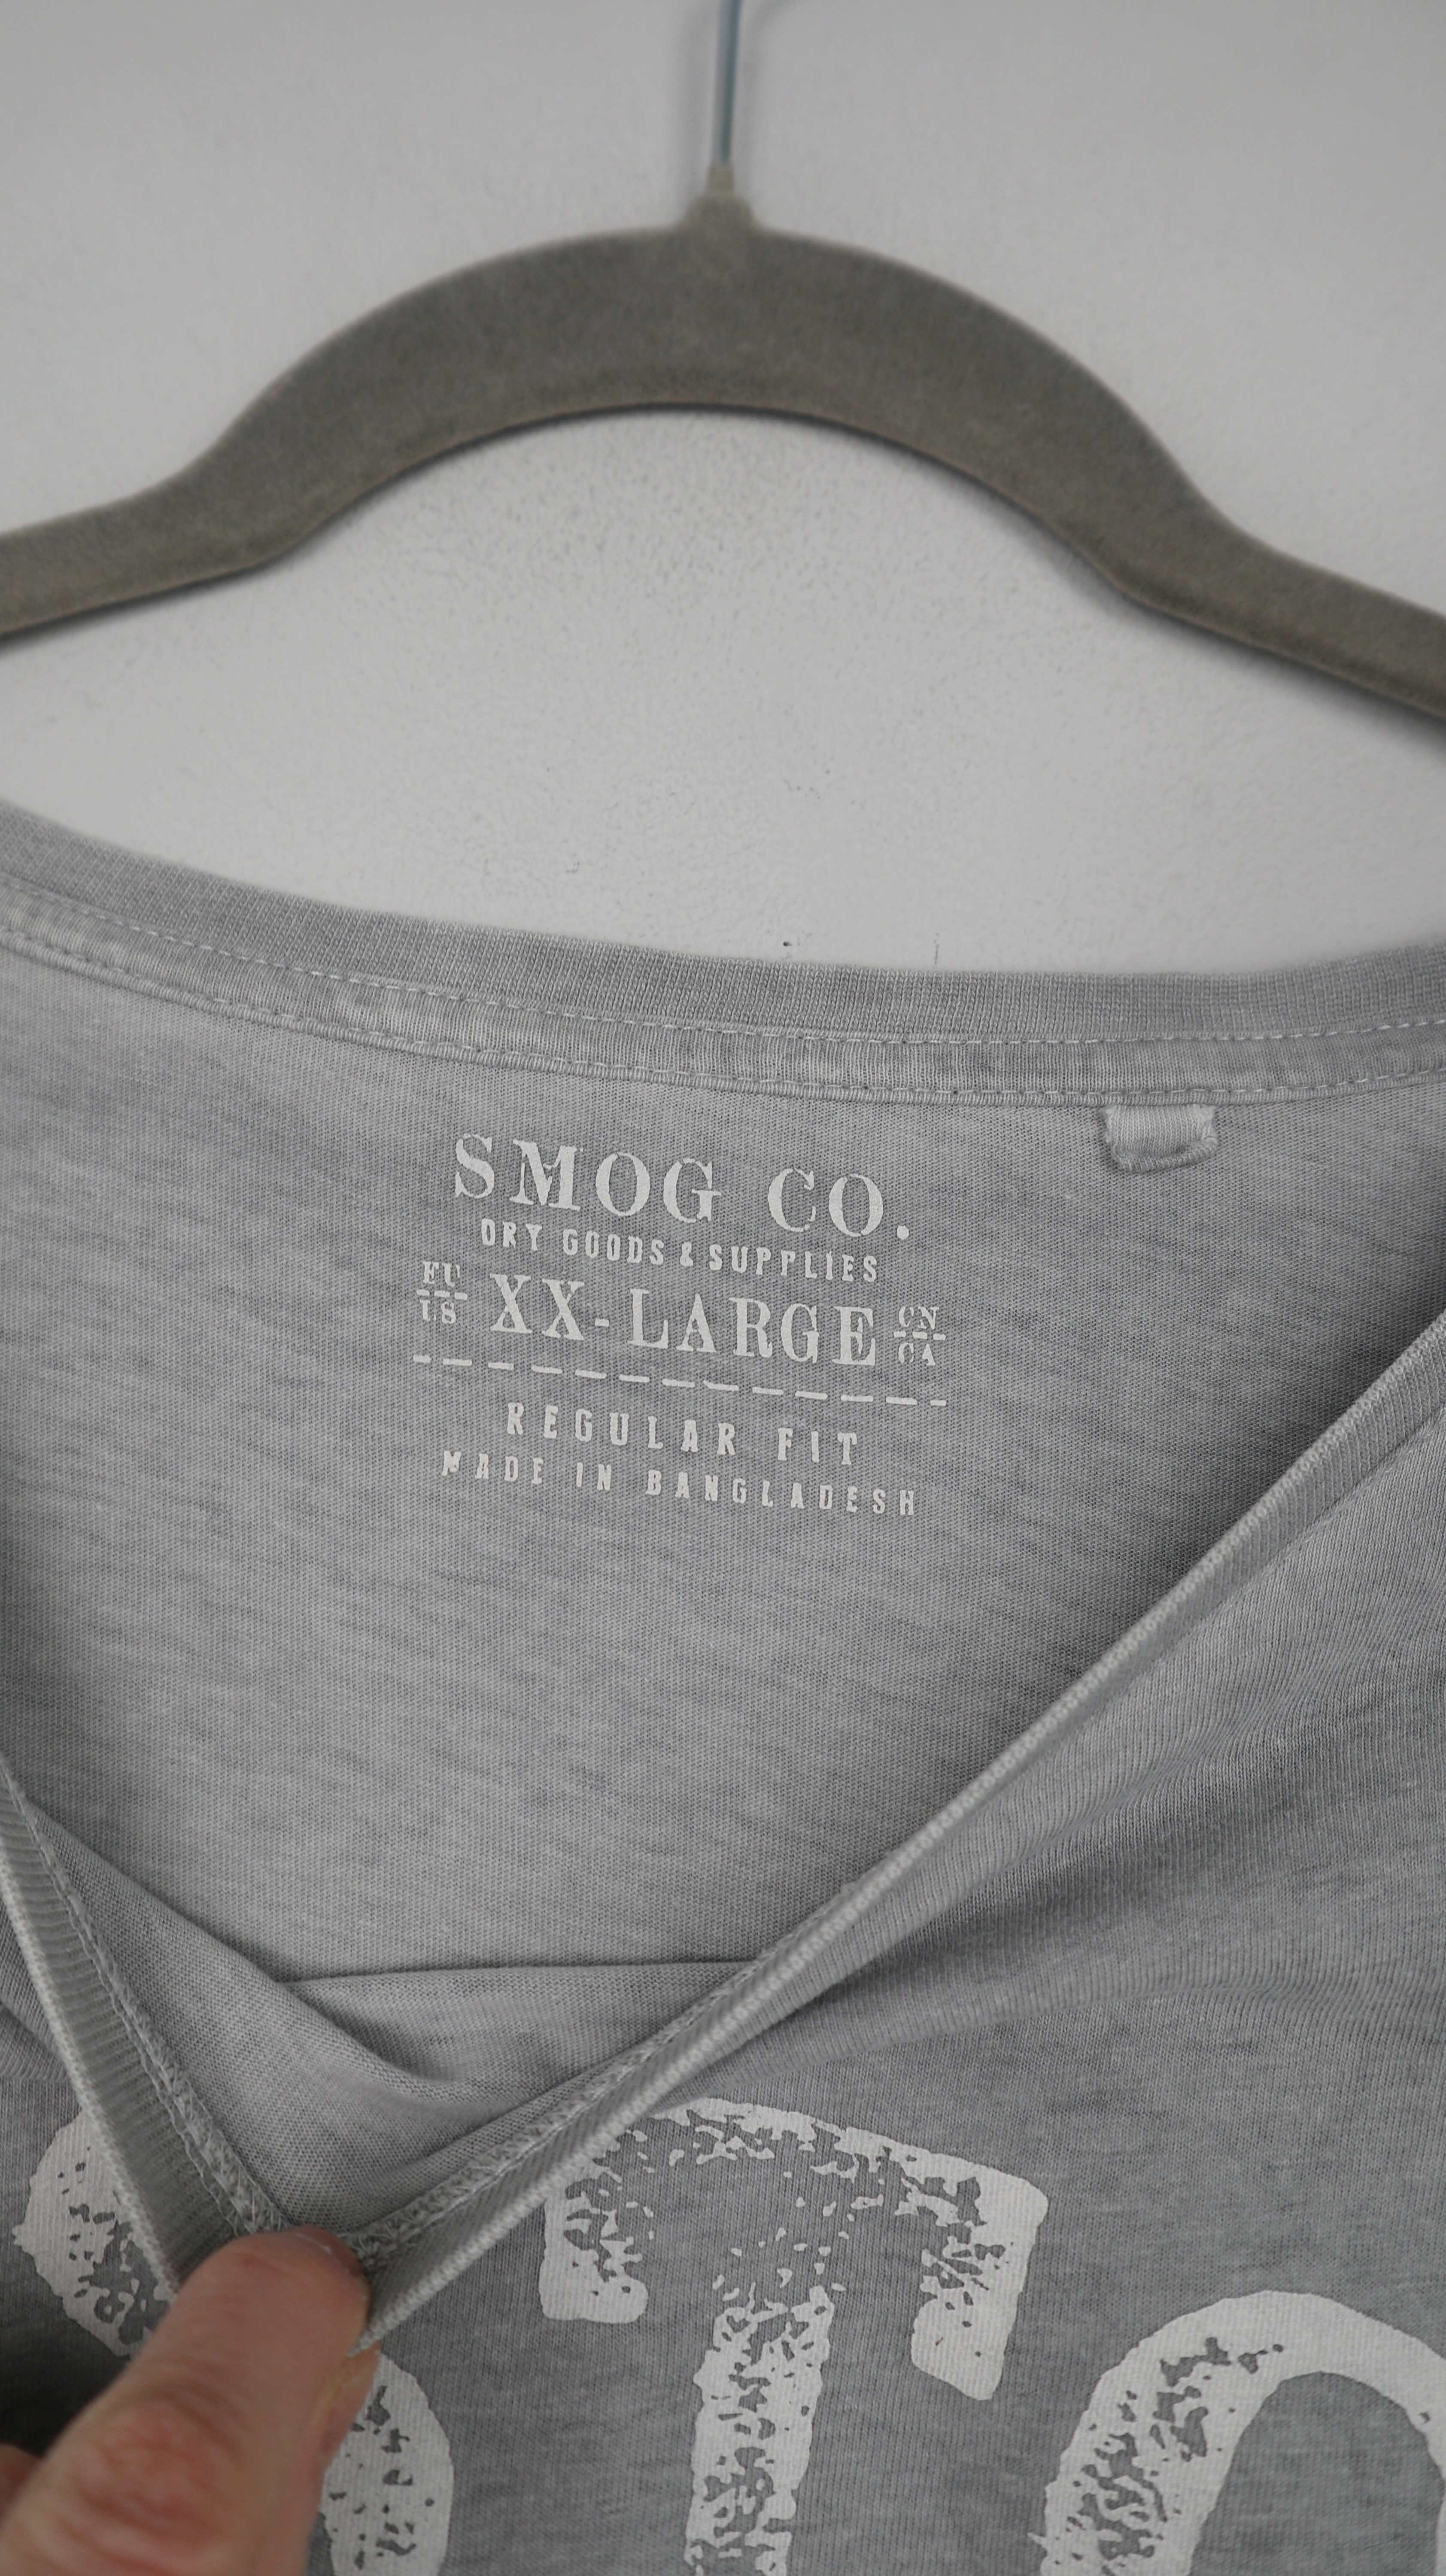 SMOG CO.
DRY GOODS & SUPPLIES
EU US XX-LARGE CN CA
REGULAR FIT
MADE IN BANGLADESH